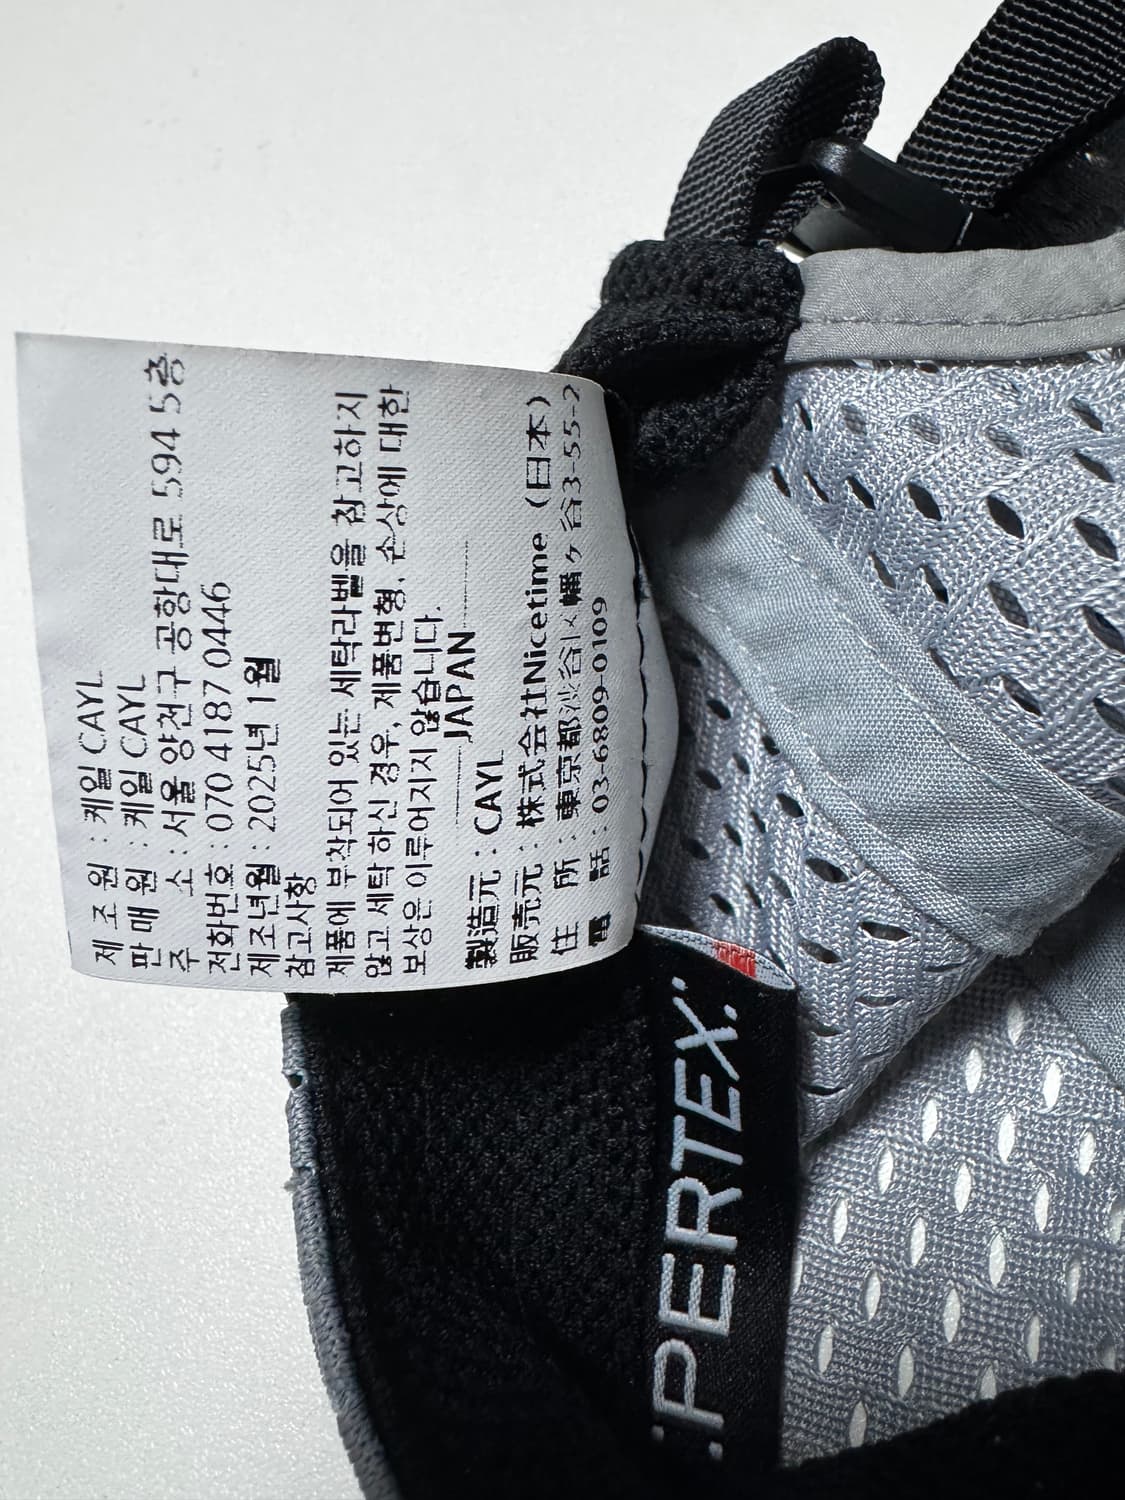 제 조 원 : 케일 CAYL
판 매 원 : 케일 CAYL
주 소 : 서울 양천구 공항대로 594 5층
전화번호 : 070 4187 0446
제조년월 : 2025년 1월
참고사항
제품에 부착되어 있는 세탁라벨을 참고하지
않고 세탁 하신 경우, 제품변형, 손상에 대한
보상은 이루어지지 않습니다.
JAPAN
製造元 : CAYL
販売元 : 株式会社Nicetime (日本)
住 所 : 東京都渋谷区幡ヶ谷3-55-2
電 話 : 03-6809-0109
PERTEX